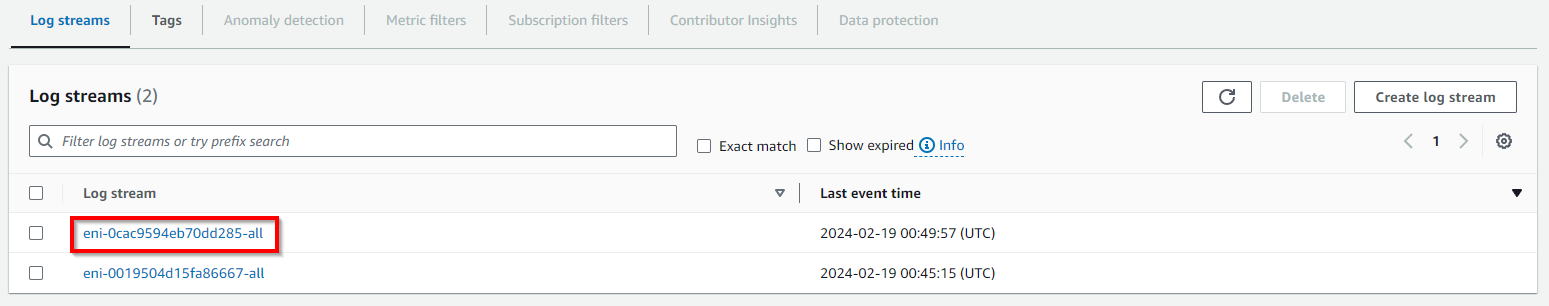 Log streams Tags Anomaly detection Metric filters Subscription filters Contributor Insights Data protection
Log streams (2) Delete Create log stream
Filter log streams or try prefix search Exact match Show expired Info 1
Log stream Last event time
eni-0cac9594eb70dd285-all 2024-02-19 00:49:57 (UTC)
eni-0019504d15fa86667-all 2024-02-19 00:45:15 (UTC)